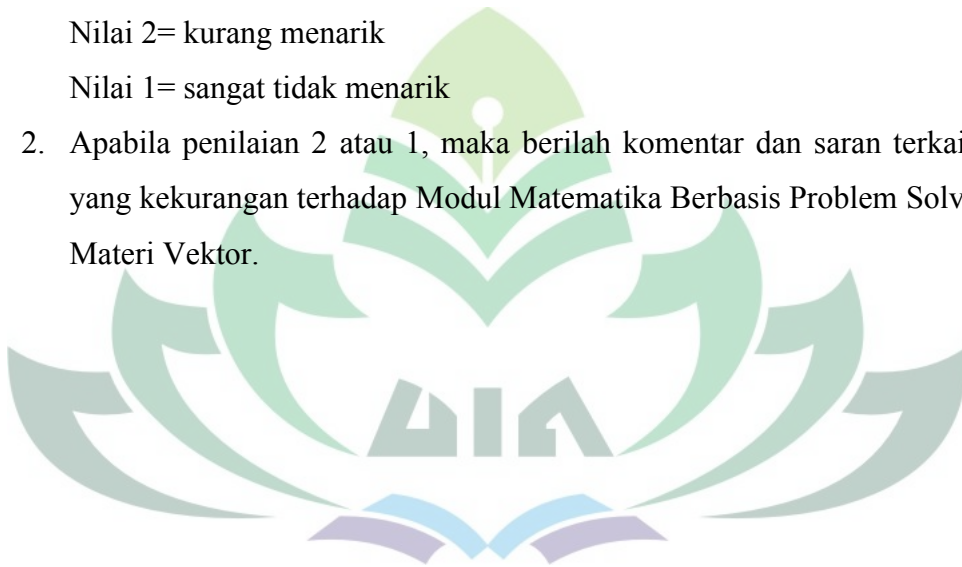 Nilai 2= kurang menarik
Nilai 1= sangat tidak menarik
2. Apabila penilaian 2 atau 1, maka berilah komentar dan saran terkai
yang kekurangan terhadap Modul Matematika Berbasis Problem Solv
Materi Vektor.
UIN